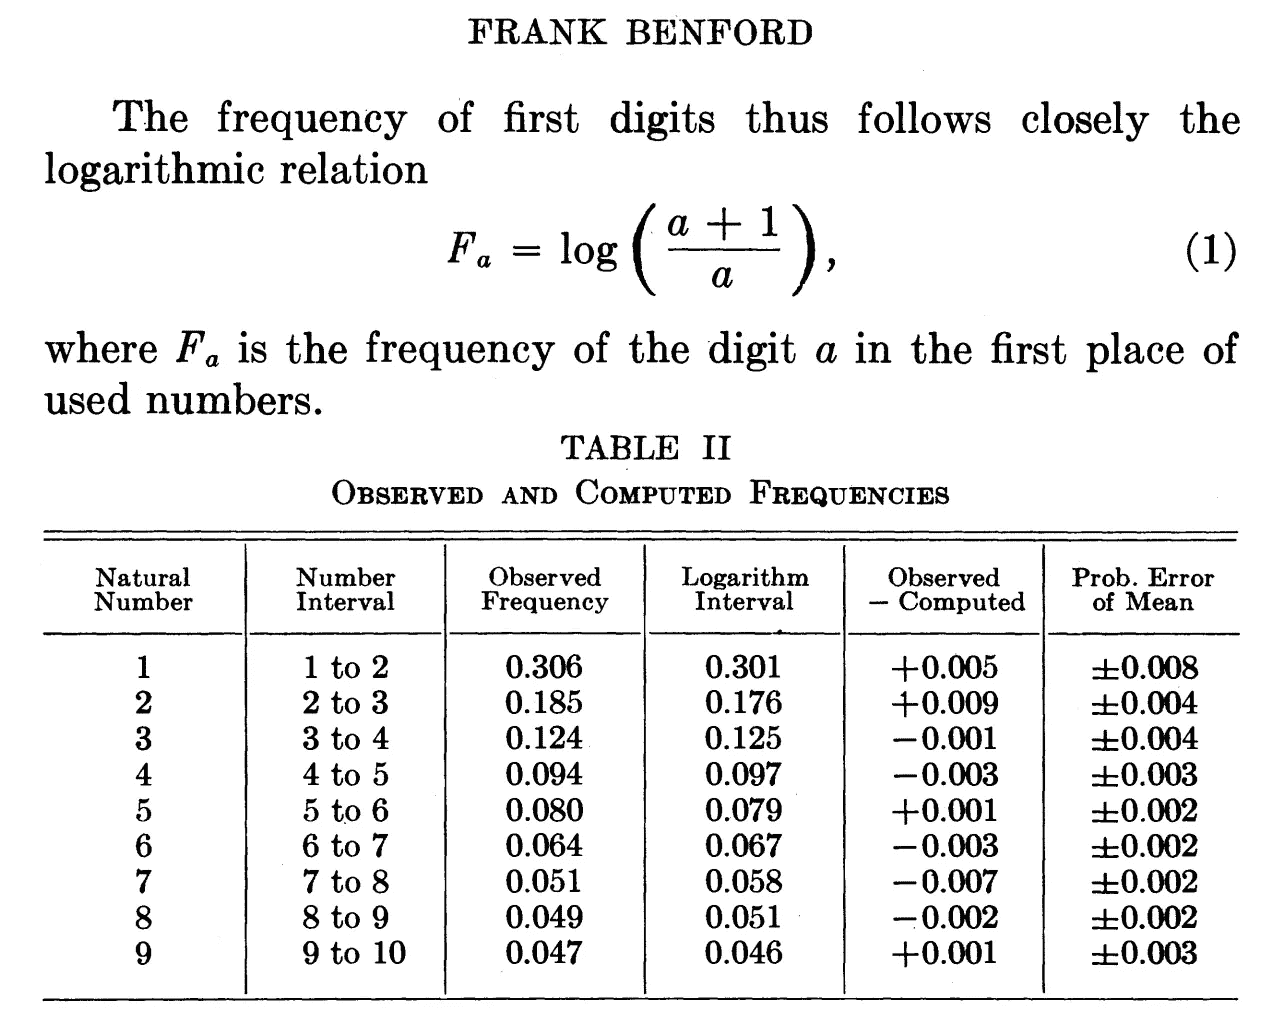 FRANK BENFORD
The frequency of first digits thus follows closely the
logarithmic relation
F_a = log ( (a + 1) / a ), (1)
where F_a is the frequency of the digit a in the first place of
used numbers.
TABLE II
OBSERVED AND COMPUTED FREQUENCIES
Natural Number Observed Logarithm Observed Prob. Error
Number Interval Frequency Interval − Computed of Mean
1 1 to 2 0.306 0.301 +0.005 ±0.008
2 2 to 3 0.185 0.176 +0.009 ±0.004
3 3 to 4 0.124 0.125 −0.001 ±0.004
4 4 to 5 0.094 0.097 −0.003 ±0.003
5 5 to 6 0.080 0.079 +0.001 ±0.002
6 6 to 7 0.064 0.067 −0.003 ±0.002
7 7 to 8 0.051 0.058 −0.007 ±0.002
8 8 to 9 0.049 0.051 −0.002 ±0.002
9 9 to 10 0.047 0.046 +0.001 ±0.003